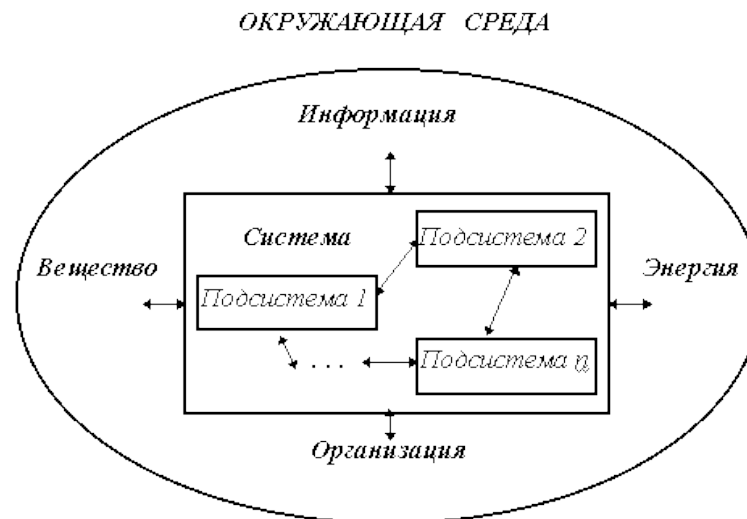 ОКРУЖАЮЩАЯ СРЕДА
Информация
Система
Подсистема 2
Вещество
Энергия
Подсистема 1
. . .
Подсистема n
Организация